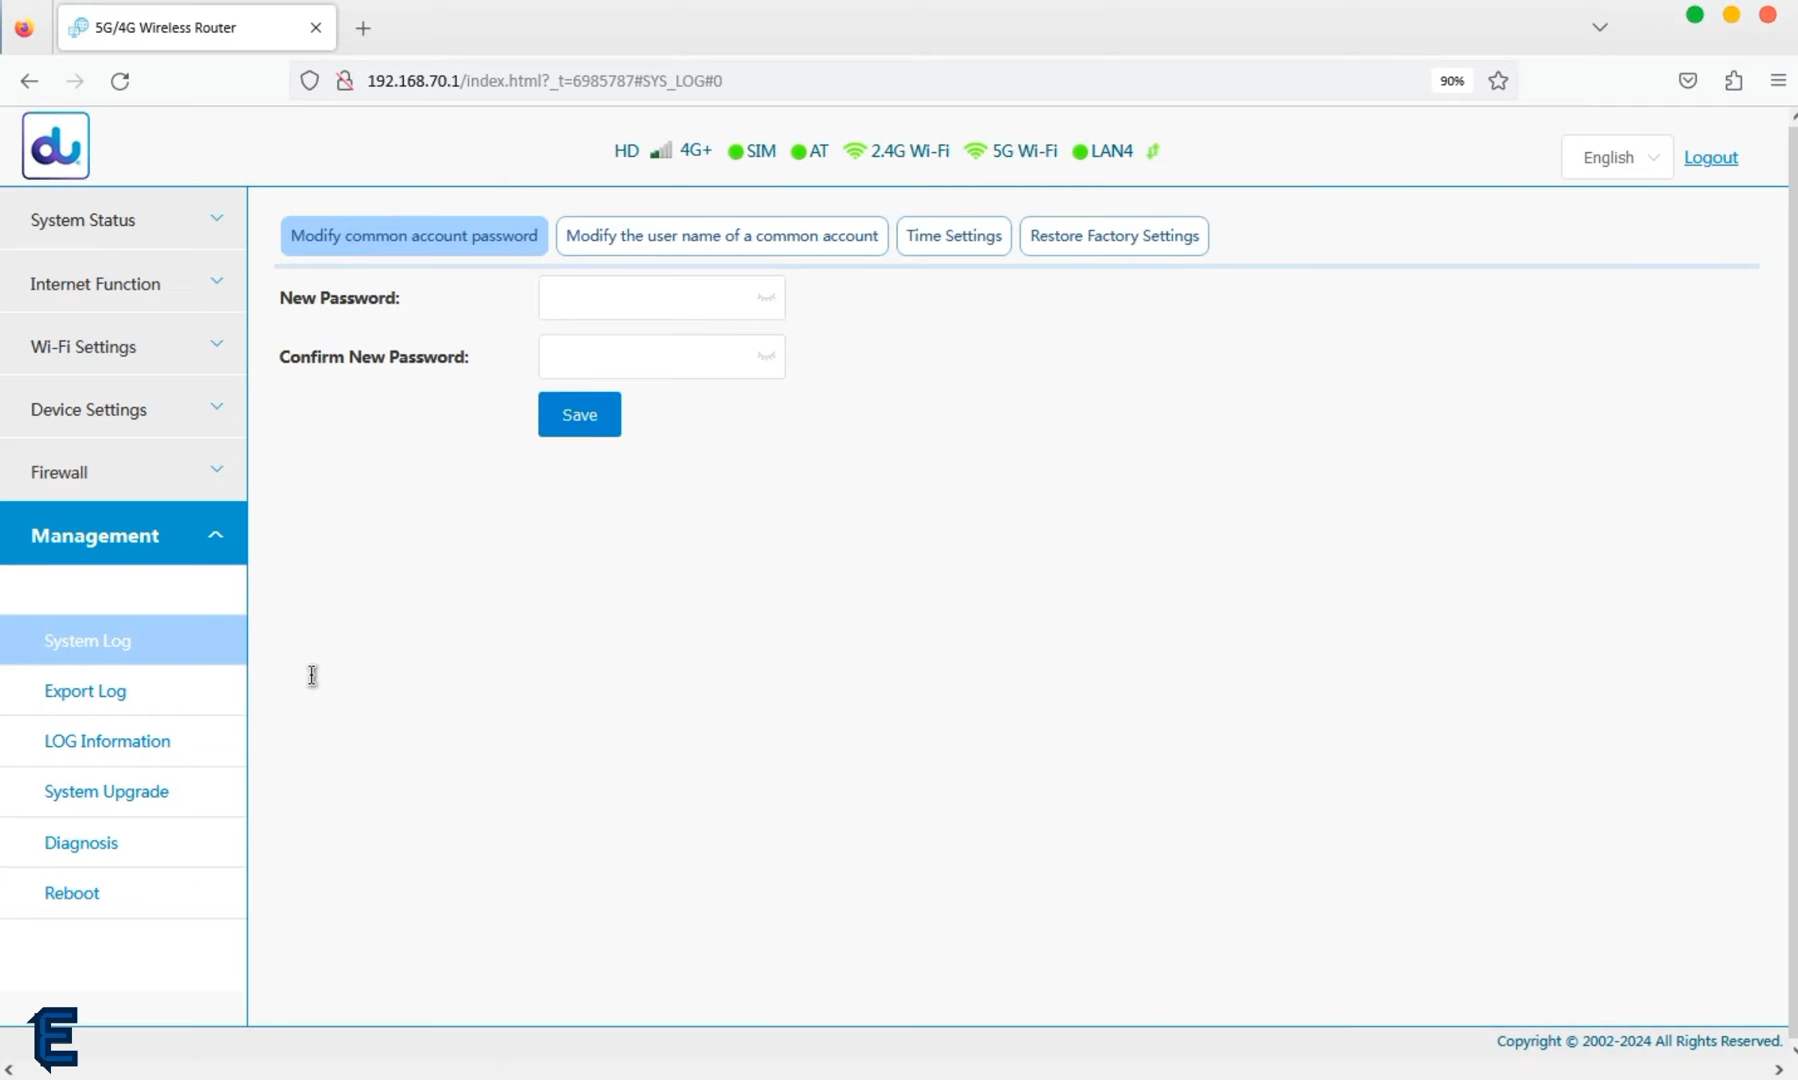 5G/4G Wireless Router
192.168.70.1/index.html?_t=6985787#SYS_LOG#0
90%
du
HD 4G+ SIM AT 2.4G Wi-Fi 5G Wi-Fi LAN4
English
Logout
System Status
Internet Function
Wi-Fi Settings
Device Settings
Firewall
Management
System Log
Export Log
LOG Information
System Upgrade
Diagnosis
Reboot
Modify common account password
Modify the user name of a common account
Time Settings
Restore Factory Settings
New Password:
Confirm New Password:
Save
E
Copyright © 2002-2024 All Rights Reserved.